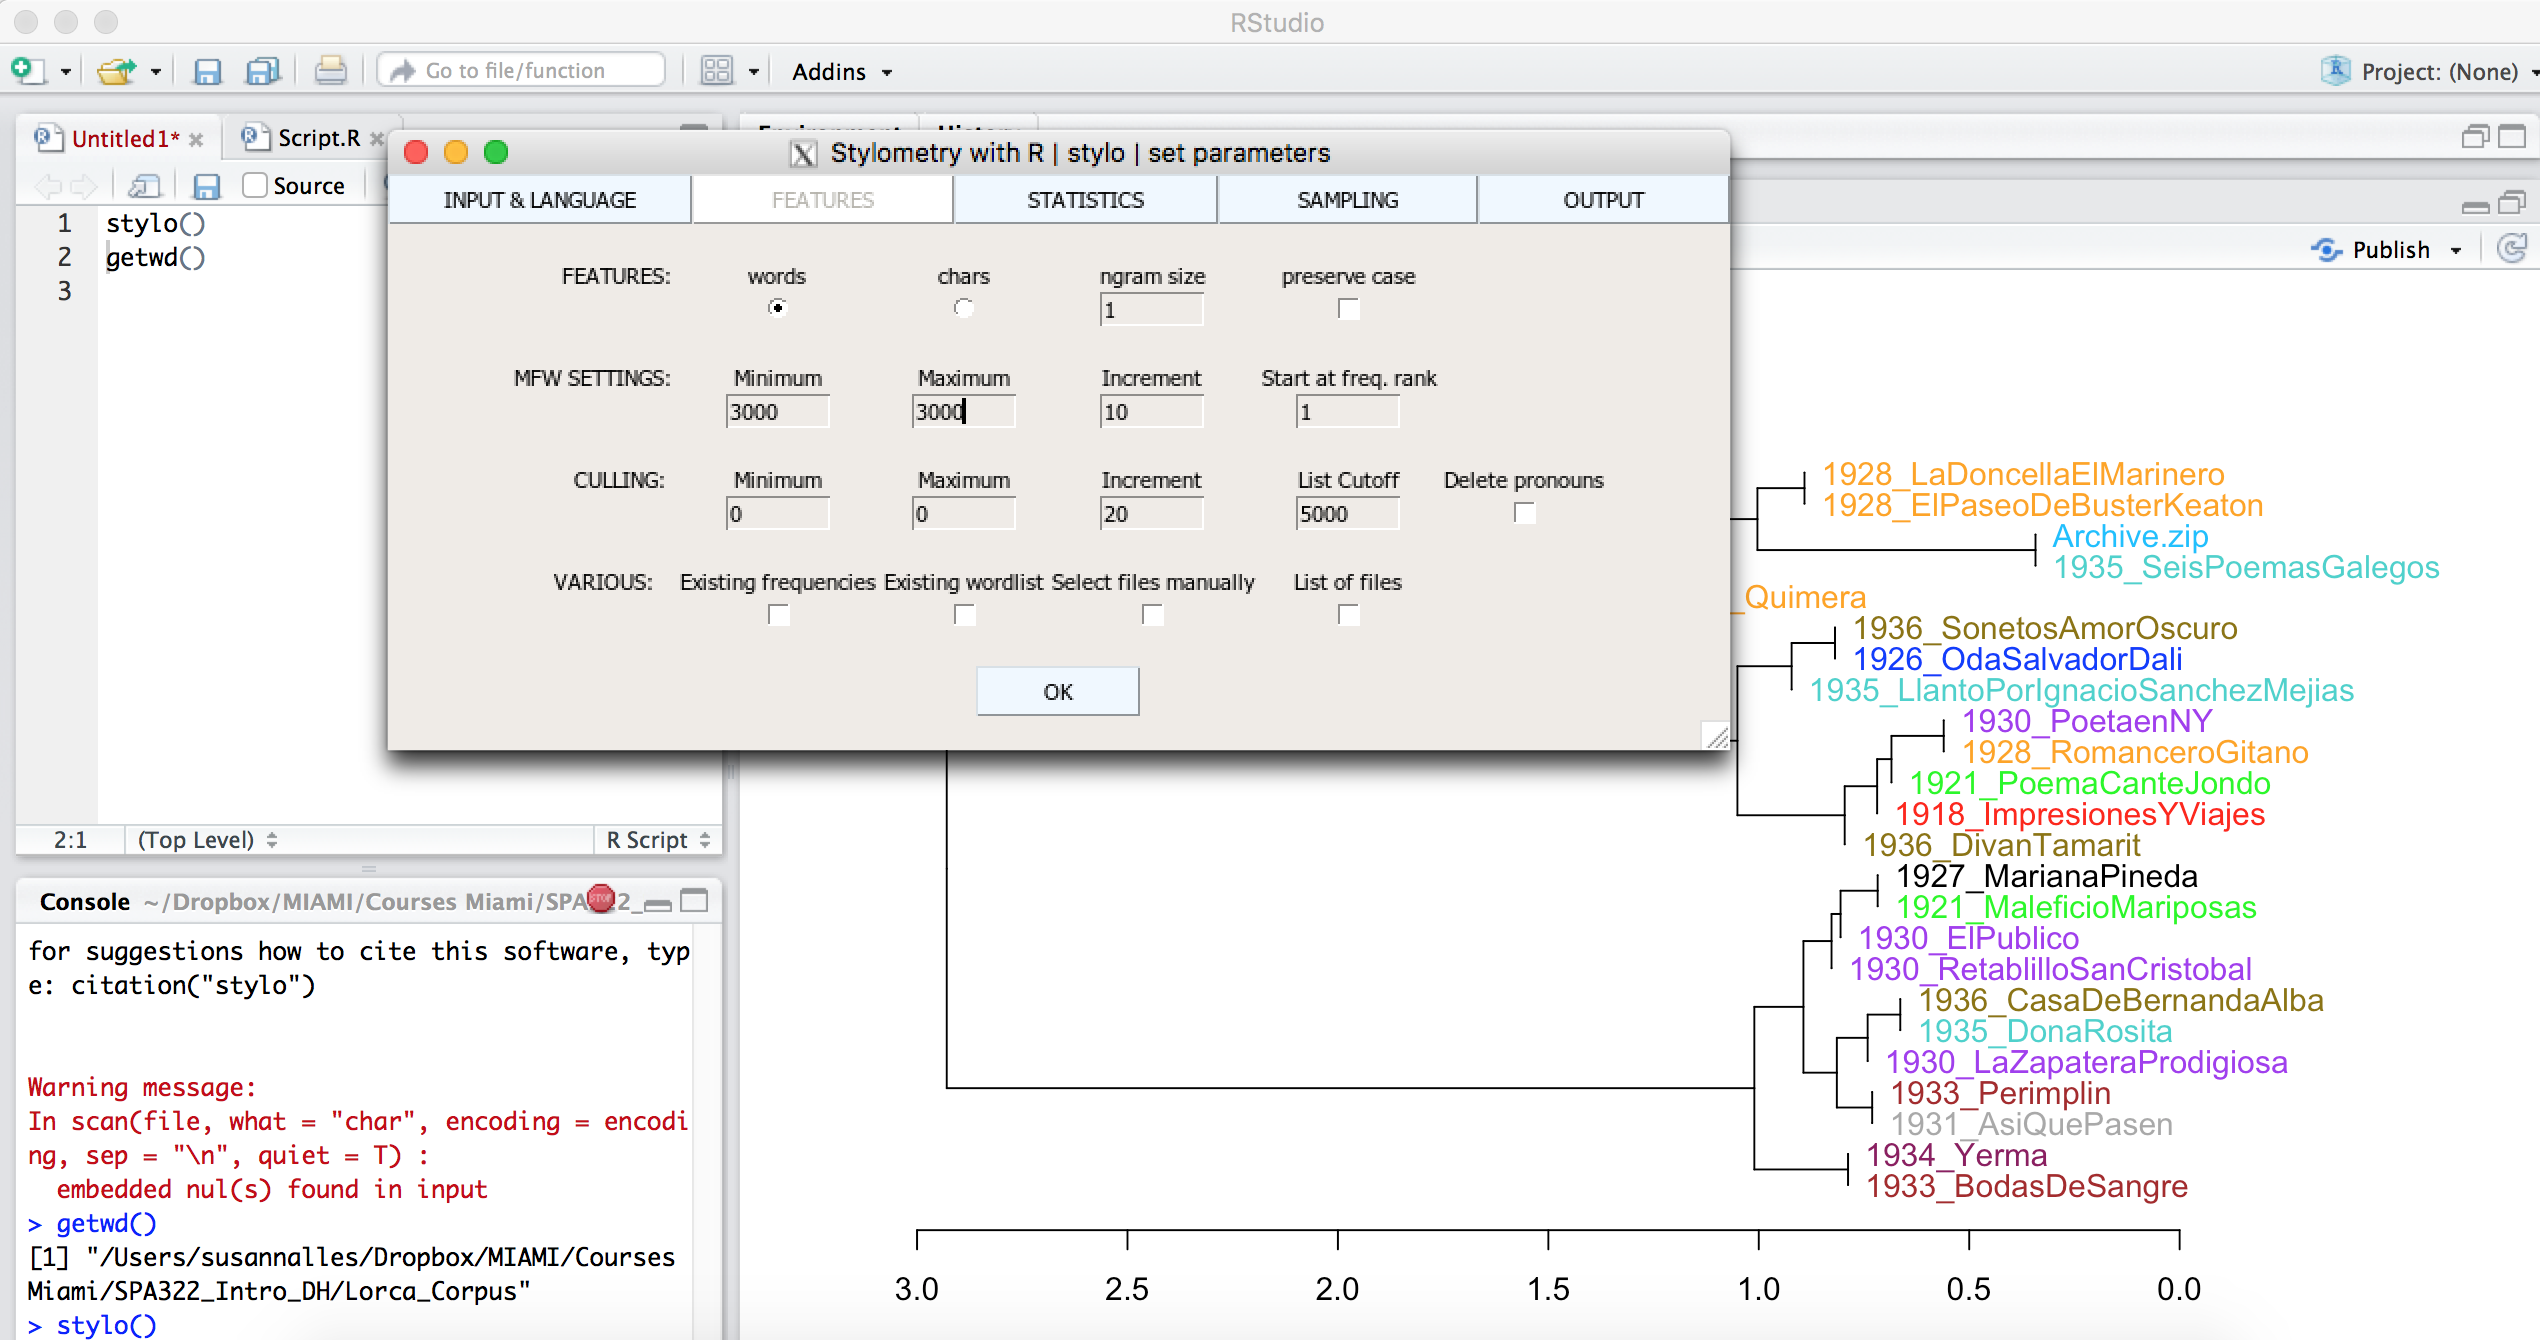 RStudio
Go to file/function
Addins
Project: (None)
Untitled1*
Script.R
Source
1 stylo()
2 getwd()
3
2:1 (Top Level) R Script
Environment History
Publish
Stylometry with R | stylo | set parameters
INPUT & LANGUAGE FEATURES STATISTICS SAMPLING OUTPUT
FEATURES: words chars ngram size preserve case
1
MFW SETTINGS: Minimum Maximum Increment Start at freq. rank
3000 3000 10 1
CULLING: Minimum Maximum Increment List Cutoff Delete pronouns
0 0 20 5000
VARIOUS: Existing frequencies Existing wordlist Select files manually List of files
OK
Console ~/Dropbox/MIAMI/Courses Miami/SPA 2_
for suggestions how to cite this software, typ
e: citation("stylo")
Warning message:
In scan(file, what = "char", encoding = encodi
ng, sep = "\n", quiet = T) :
embedded nul(s) found in input
> getwd()
[1] "/Users/susannalles/Dropbox/MIAMI/Courses
Miami/SPA322_Intro_DH/Lorca_Corpus"
> stylo()
1928_LaDoncellaElMarinero
1928_ElPaseoDeBusterKeaton
Archive.zip
1935_SeisPoemasGalegos
_Quimera
1936_SonetosAmorOscuro
1926_OdaSalvadorDali
1935_LlantoPorIgnacioSanchezMejias
1930_PoetaenNY
1928_RomanceroGitano
1921_PoemaCanteJondo
1918_ImpresionesYViajes
1936_DivanTamarit
1927_MarianaPineda
1921_MaleficioMariposas
1930_ElPublico
1930_RetablilloSanCristobal
1936_CasaDeBernandaAlba
1935_DonaRosita
1930_LaZapateraProdigiosa
1933_Perimplin
1931_AsiQuePasen
1934_Yerma
1933_BodasDeSangre
3.0 2.5 2.0 1.5 1.0 0.5 0.0